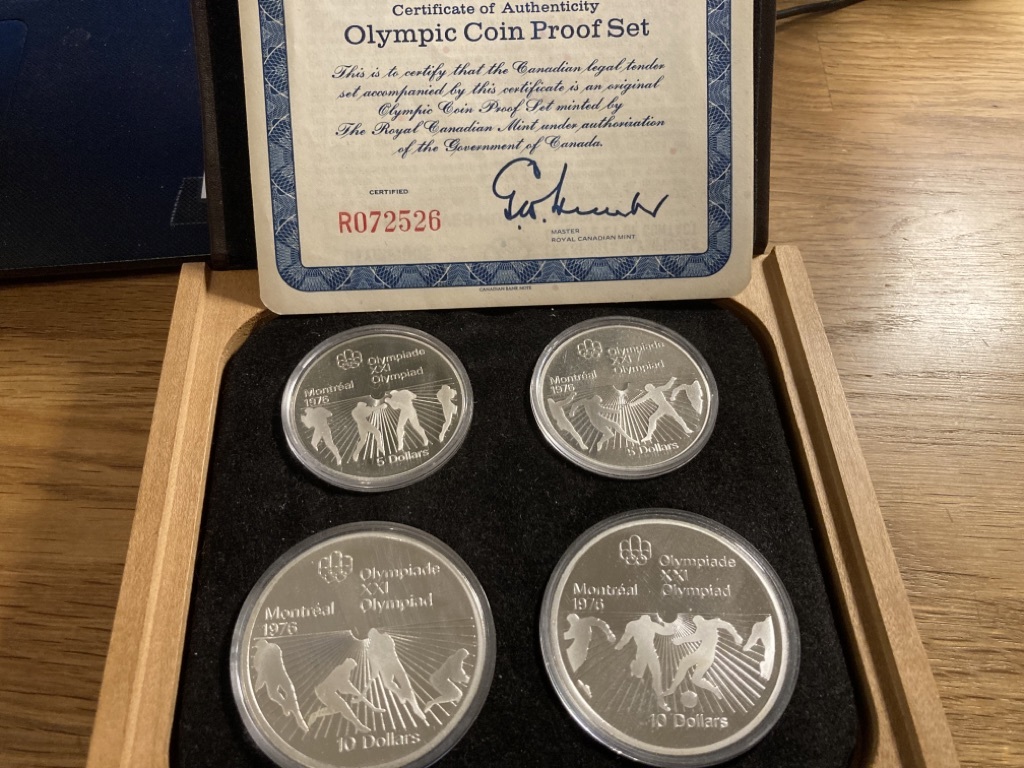 Certificate of Authenticity
Olympic Coin Proof Set
This is to certify that the Canadian legal tender
set accompanied by this certificate is an original
Olympic Coin Proof Set minted by
The Royal Canadian Mint under authorization
of the Government of Canada.
CERTIFIED
R072526
MASTER
ROYAL CANADIAN MINT
CANADIAN BANK NOTE
Olympiade
XXI
Olympiad
Montréal
1976
5 Dollars
Olympiade
XXI
Olympiad
Montréal
1976
5 Dollars
Olympiade
XXI
Olympiad
Montréal
1976
10 Dollars
Olympiade
XXI
Olympiad
Montréal
1976
10 Dollars